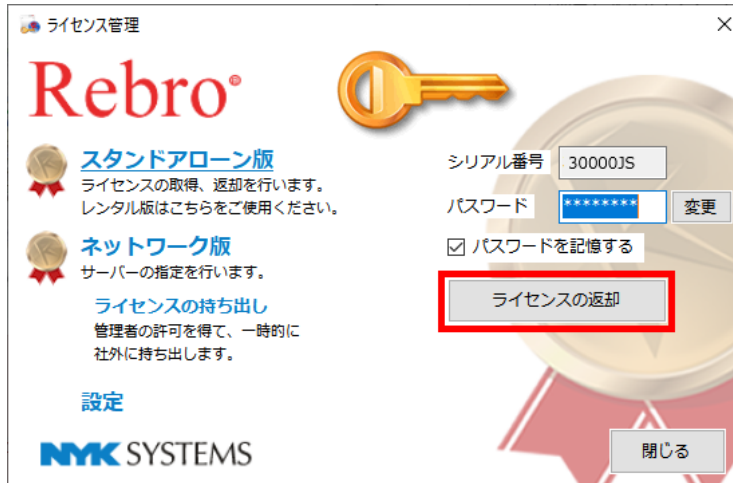 ライセンス管理
Rebro®
スタンドアローン版
ライセンスの取得、返却を行います。
レンタル版はこちらをご使用ください。
ネットワーク版
サーバーの指定を行います。
ライセンスの持ち出し
管理者の許可を得て、一時的に
社外に持ち出します。
設定
NYK SYSTEMS
シリアル番号 30000JS
パスワード ******** 変更
パスワードを記憶する
ライセンスの返却
閉じる